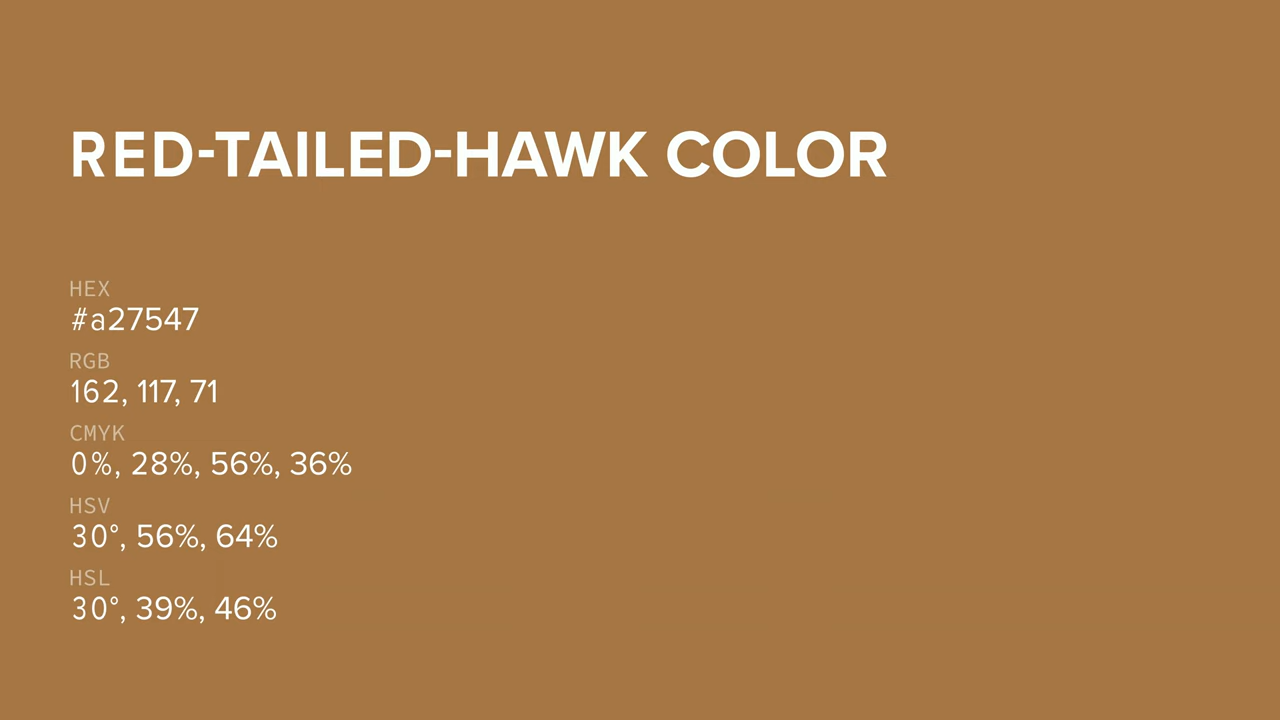 RED-TAILED-HAWK COLOR
HEX
#a27547
RGB
162, 117, 71
CMYK
0%, 28%, 56%, 36%
HSV
30°, 56%, 64%
HSL
30°, 39%, 46%